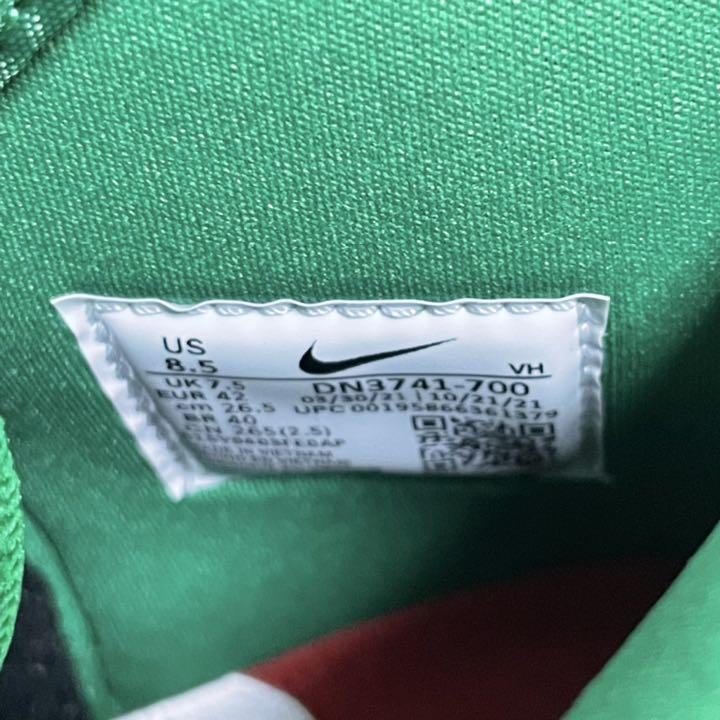 US
8.5
VH
UK 7.5
DN3741-700
EUR 42
03/30/21 | 10/21/21
cm 26.5
UPC 00195866361379
BR 40
CN 265(2.5)
MADE IN VIETNAM